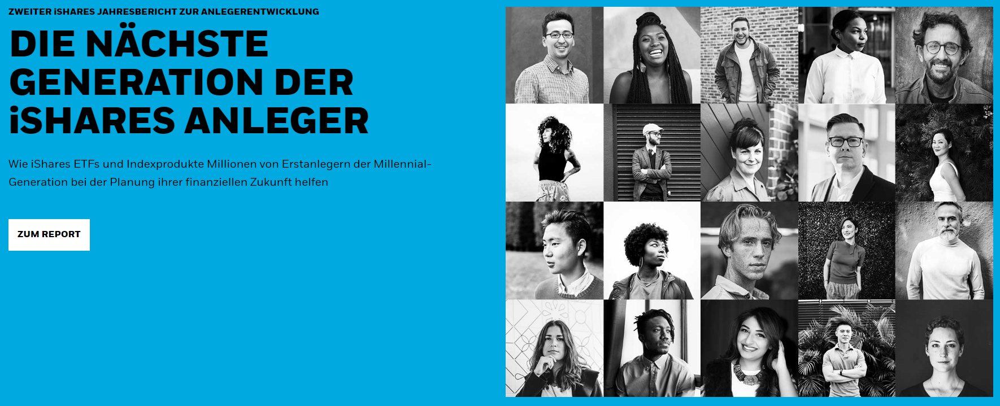 ZWEITER iSHARES JAHRESBERICHT ZUR ANLEGERENTWICKLUNG
DIE NÄCHSTE
GENERATION DER
iSHARES ANLEGER
Wie iShares ETFs und Indexprodukte Millionen von Erstanlegern der Millennial-
Generation bei der Planung ihrer finanziellen Zukunft helfen
ZUM REPORT